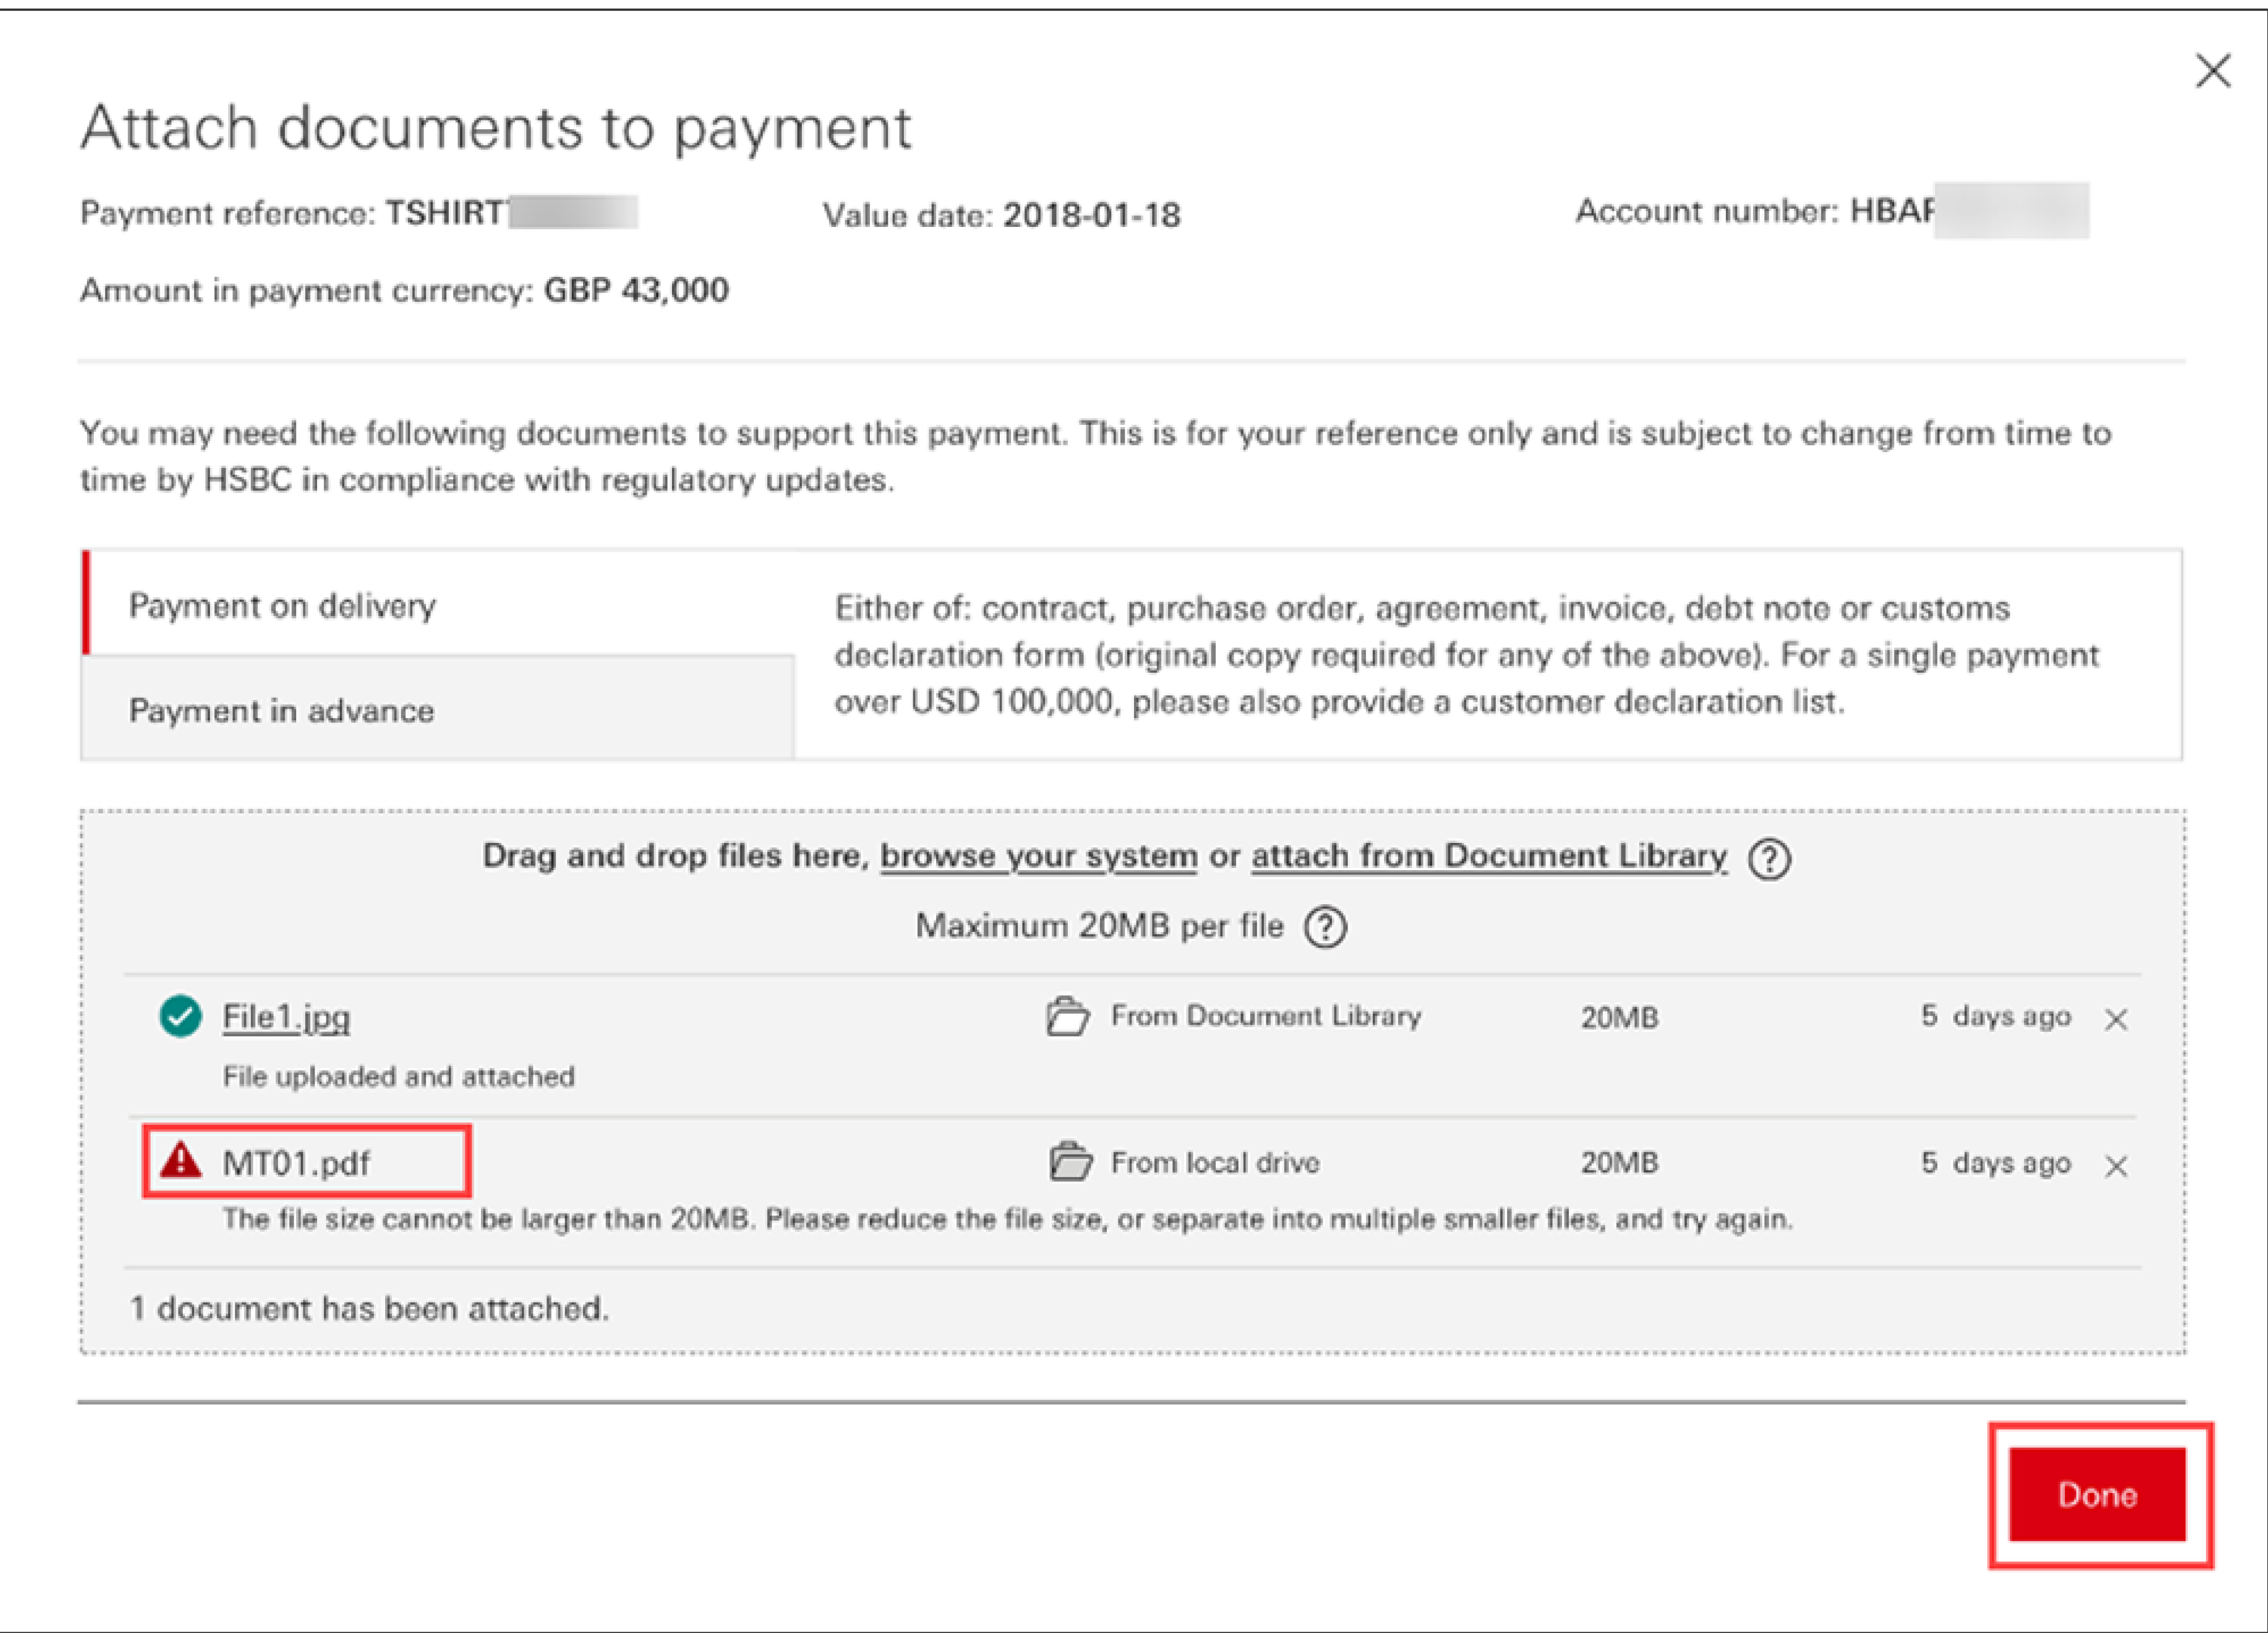 Attach documents to payment
Payment reference: TSHIRT
Value date: 2018-01-18
Account number: HBAF
Amount in payment currency: GBP 43,000
You may need the following documents to support this payment. This is for your reference only and is subject to change from time to
time by HSBC in compliance with regulatory updates.
Payment on delivery
Payment in advance
Either of: contract, purchase order, agreement, invoice, debt note or customs
declaration form (original copy required for any of the above). For a single payment
over USD 100,000, please also provide a customer declaration list.
Drag and drop files here, browse your system or attach from Document Library ?
Maximum 20MB per file ?
File1.jpg From Document Library 20MB 5 days ago
File uploaded and attached
MT01.pdf From local drive 20MB 5 days ago
The file size cannot be larger than 20MB. Please reduce the file size, or separate into multiple smaller files, and try again.
1 document has been attached.
Done